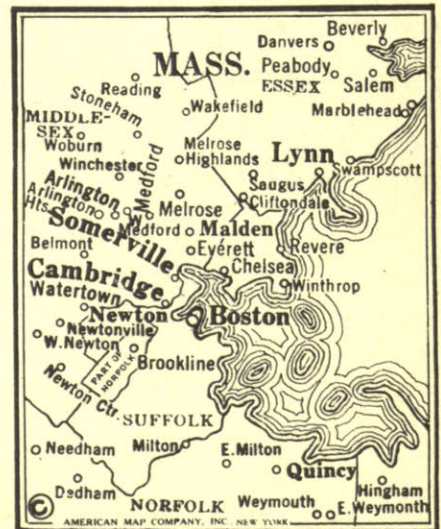 Beverly
Danvers
MASS.
Peabody
Reading
ESSEX
Salem
Stoneham
Wakefield
Marblehead
MIDDLE-
SEX
Woburn
Melrose
Highlands
Lynn
Winchester
Swampscott
Medford
Saugus
Arlington
Cliftondale
Arlington
Hts.
Melrose
W. Medford
Malden
Somerville
Belmont
Everett
Revere
Chelsea
Cambridge
Winthrop
Watertown
Newton
Boston
Newtonville
W. Newton
Brookline
PART OF
NORFOLK
Newton Ctr.
SUFFOLK
Needham
Milton
E. Milton
Quincy
Dedham
Hingham
NORFOLK
Weymouth
E. Weymouth
© AMERICAN MAP COMPANY, INC. NEW YORK